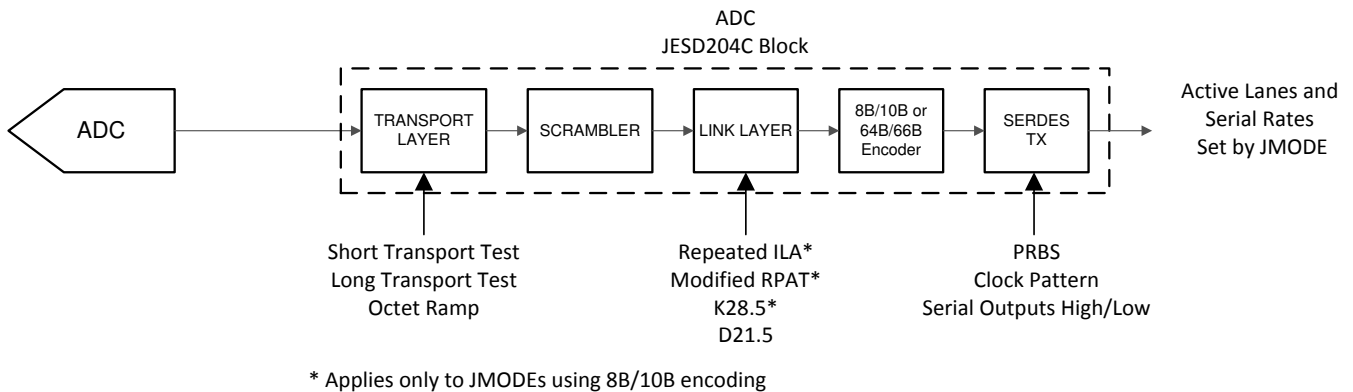 ADC
JESD204C Block
ADC
TRANSPORT
LAYER
SCRAMBLER
LINK LAYER
8B/10B or
64B/66B
Encoder
SERDES
TX
Active Lanes and
Serial Rates
Set by JMODE
Short Transport Test
Long Transport Test
Octet Ramp
Repeated ILA*
Modified RPAT*
K28.5*
D21.5
PRBS
Clock Pattern
Serial Outputs High/Low
* Applies only to JMODEs using 8B/10B encoding